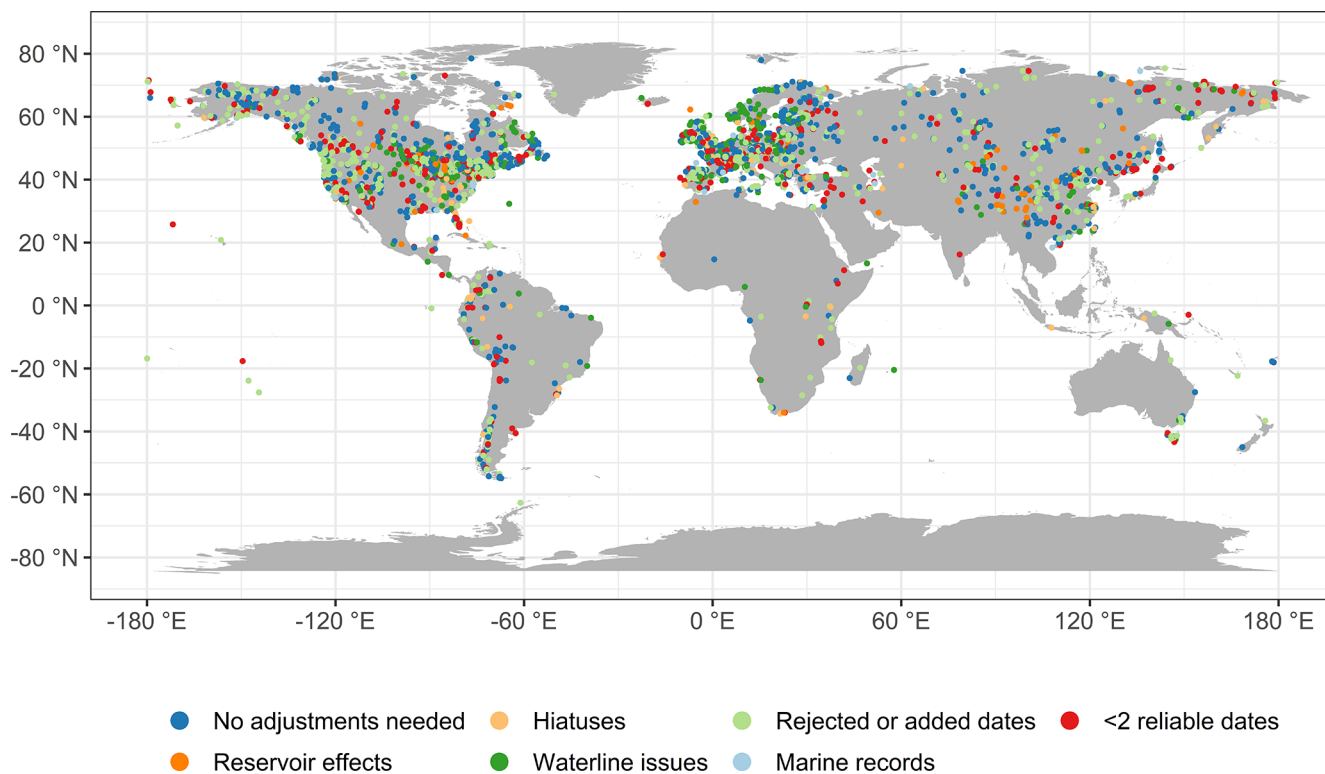 80 °N
60 °N
40 °N
20 °N
0 °N
-20 °N
-40 °N
-60 °N
-80 °N
-180 °E -120 °E -60 °E 0 °E 60 °E 120 °E 180 °E
No adjustments needed Hiatuses Rejected or added dates <2 reliable dates
Reservoir effects Waterline issues Marine records